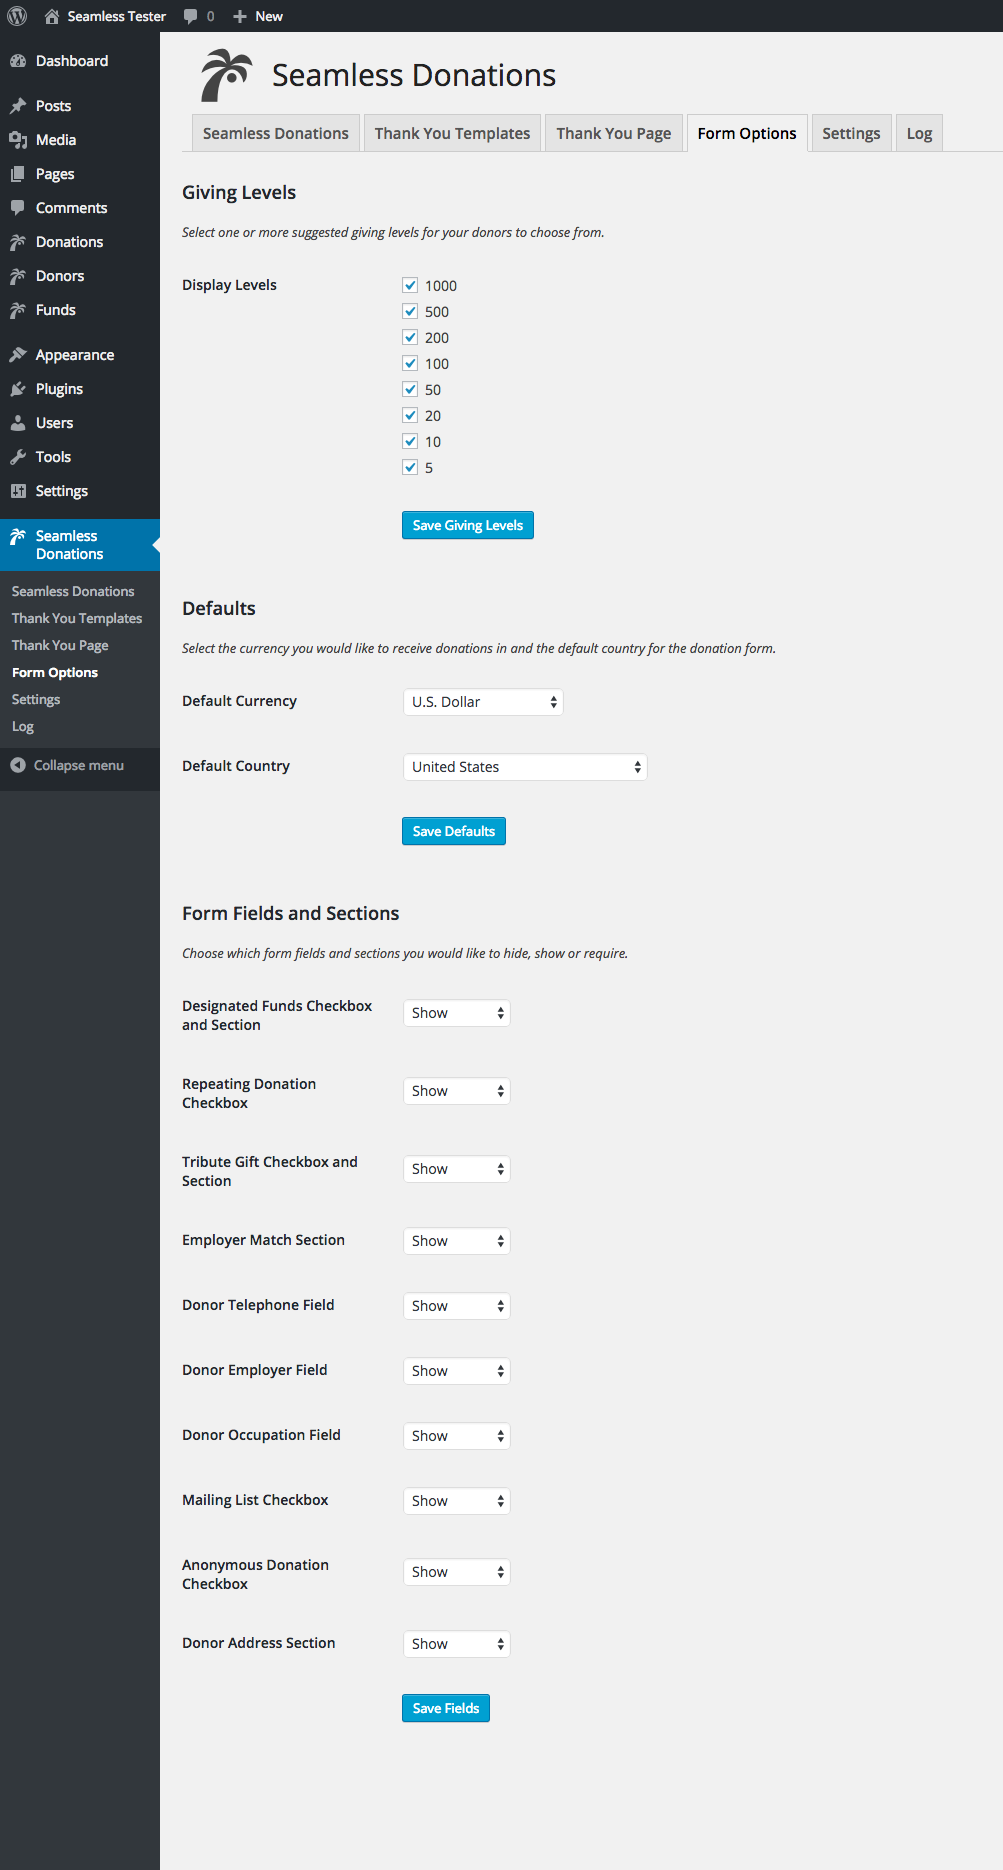 Seamless Tester 0 New
Dashboard
Posts
Media
Pages
Comments
Donations
Donors
Funds
Appearance
Plugins
Users
Tools
Settings
Seamless
Donations
Seamless Donations
Thank You Templates
Thank You Page
Form Options
Settings
Log
Collapse menu
Seamless Donations
Seamless Donations Thank You Templates Thank You Page Form Options Settings Log
Giving Levels
Select one or more suggested giving levels for your donors to choose from.
Display Levels
1000
500
200
100
50
20
10
5
Save Giving Levels
Defaults
Select the currency you would like to receive donations in and the default country for the donation form.
Default Currency U.S. Dollar
Default Country United States
Save Defaults
Form Fields and Sections
Choose which form fields and sections you would like to hide, show or require.
Designated Funds Checkbox
and Section
Show
Repeating Donation
Checkbox
Show
Tribute Gift Checkbox and
Section
Show
Employer Match Section Show
Donor Telephone Field Show
Donor Employer Field Show
Donor Occupation Field Show
Mailing List Checkbox Show
Anonymous Donation
Checkbox
Show
Donor Address Section Show
Save Fields